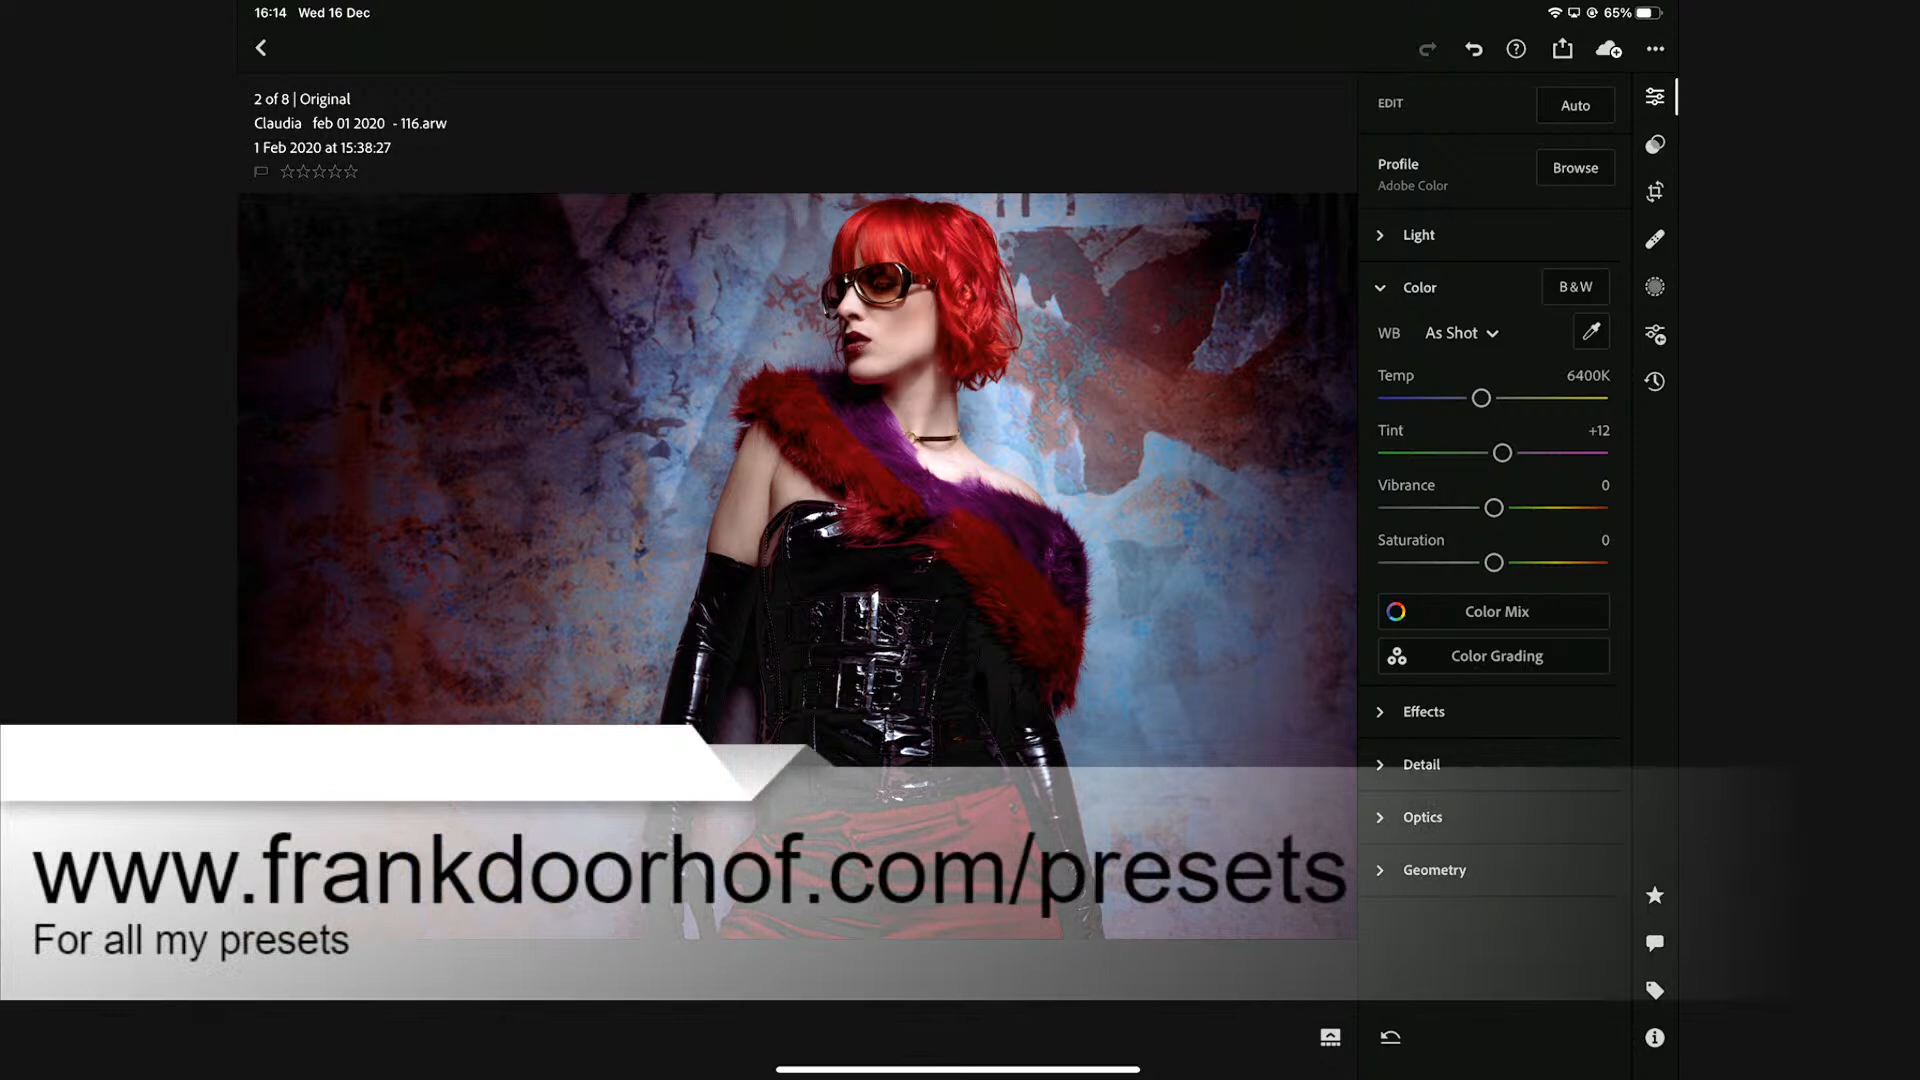 16:14 Wed 16 Dec
65%
2 of 8 | Original
Claudia feb 01 2020 - 116.arw
1 Feb 2020 at 15:38:27
EDIT
Auto
Profile
Adobe Color
Browse
Light
Color
B&W
WB As Shot
Temp 6400K
Tint +12
Vibrance 0
Saturation 0
Color Mix
Color Grading
Effects
Detail
Optics
Geometry
www.frankdoorhof.com/presets
For all my presets